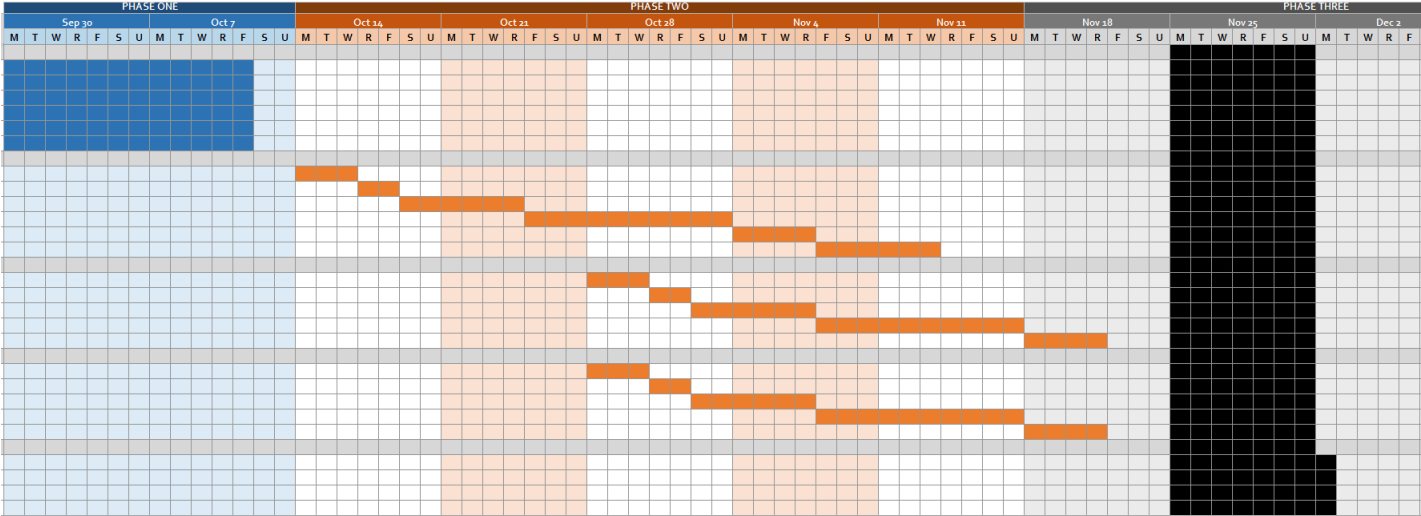 PHASE ONE PHASE TWO PHASE THREE
Sep 30 Oct 7 Oct 14 Oct 21 Oct 28 Nov 4 Nov 11 Nov 18 Nov 25 Dec 2
M T W R F S U M T W R F S U M T W R F S U M T W R F S U M T W R F S U M T W R F S U M T W R F S U M T W R F S U M T W R F S U M T W R F